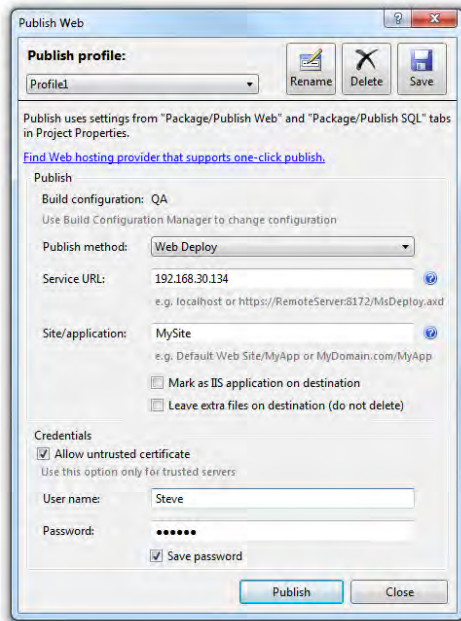 Publish Web
Publish profile:
Profile1
Rename
Delete
Save
Publish uses settings from "Package/Publish Web" and "Package/Publish SQL" tabs
in Project Properties.
Find Web hosting provider that supports one-click publish.
Publish
Build configuration: QA
Use Build Configuration Manager to change configuration
Publish method: Web Deploy
Service URL: 192.168.30.134
e.g. localhost or https://RemoteServer:8172/MsDeploy.axd
Site/application: MySite
e.g. Default Web Site/MyApp or MyDomain.com/MyApp
Mark as IIS application on destination
Leave extra files on destination (do not delete)
Credentials
Allow untrusted certificate
Use this option only for trusted servers
User name: Steve
Password: ••••••
Save password
Publish Close